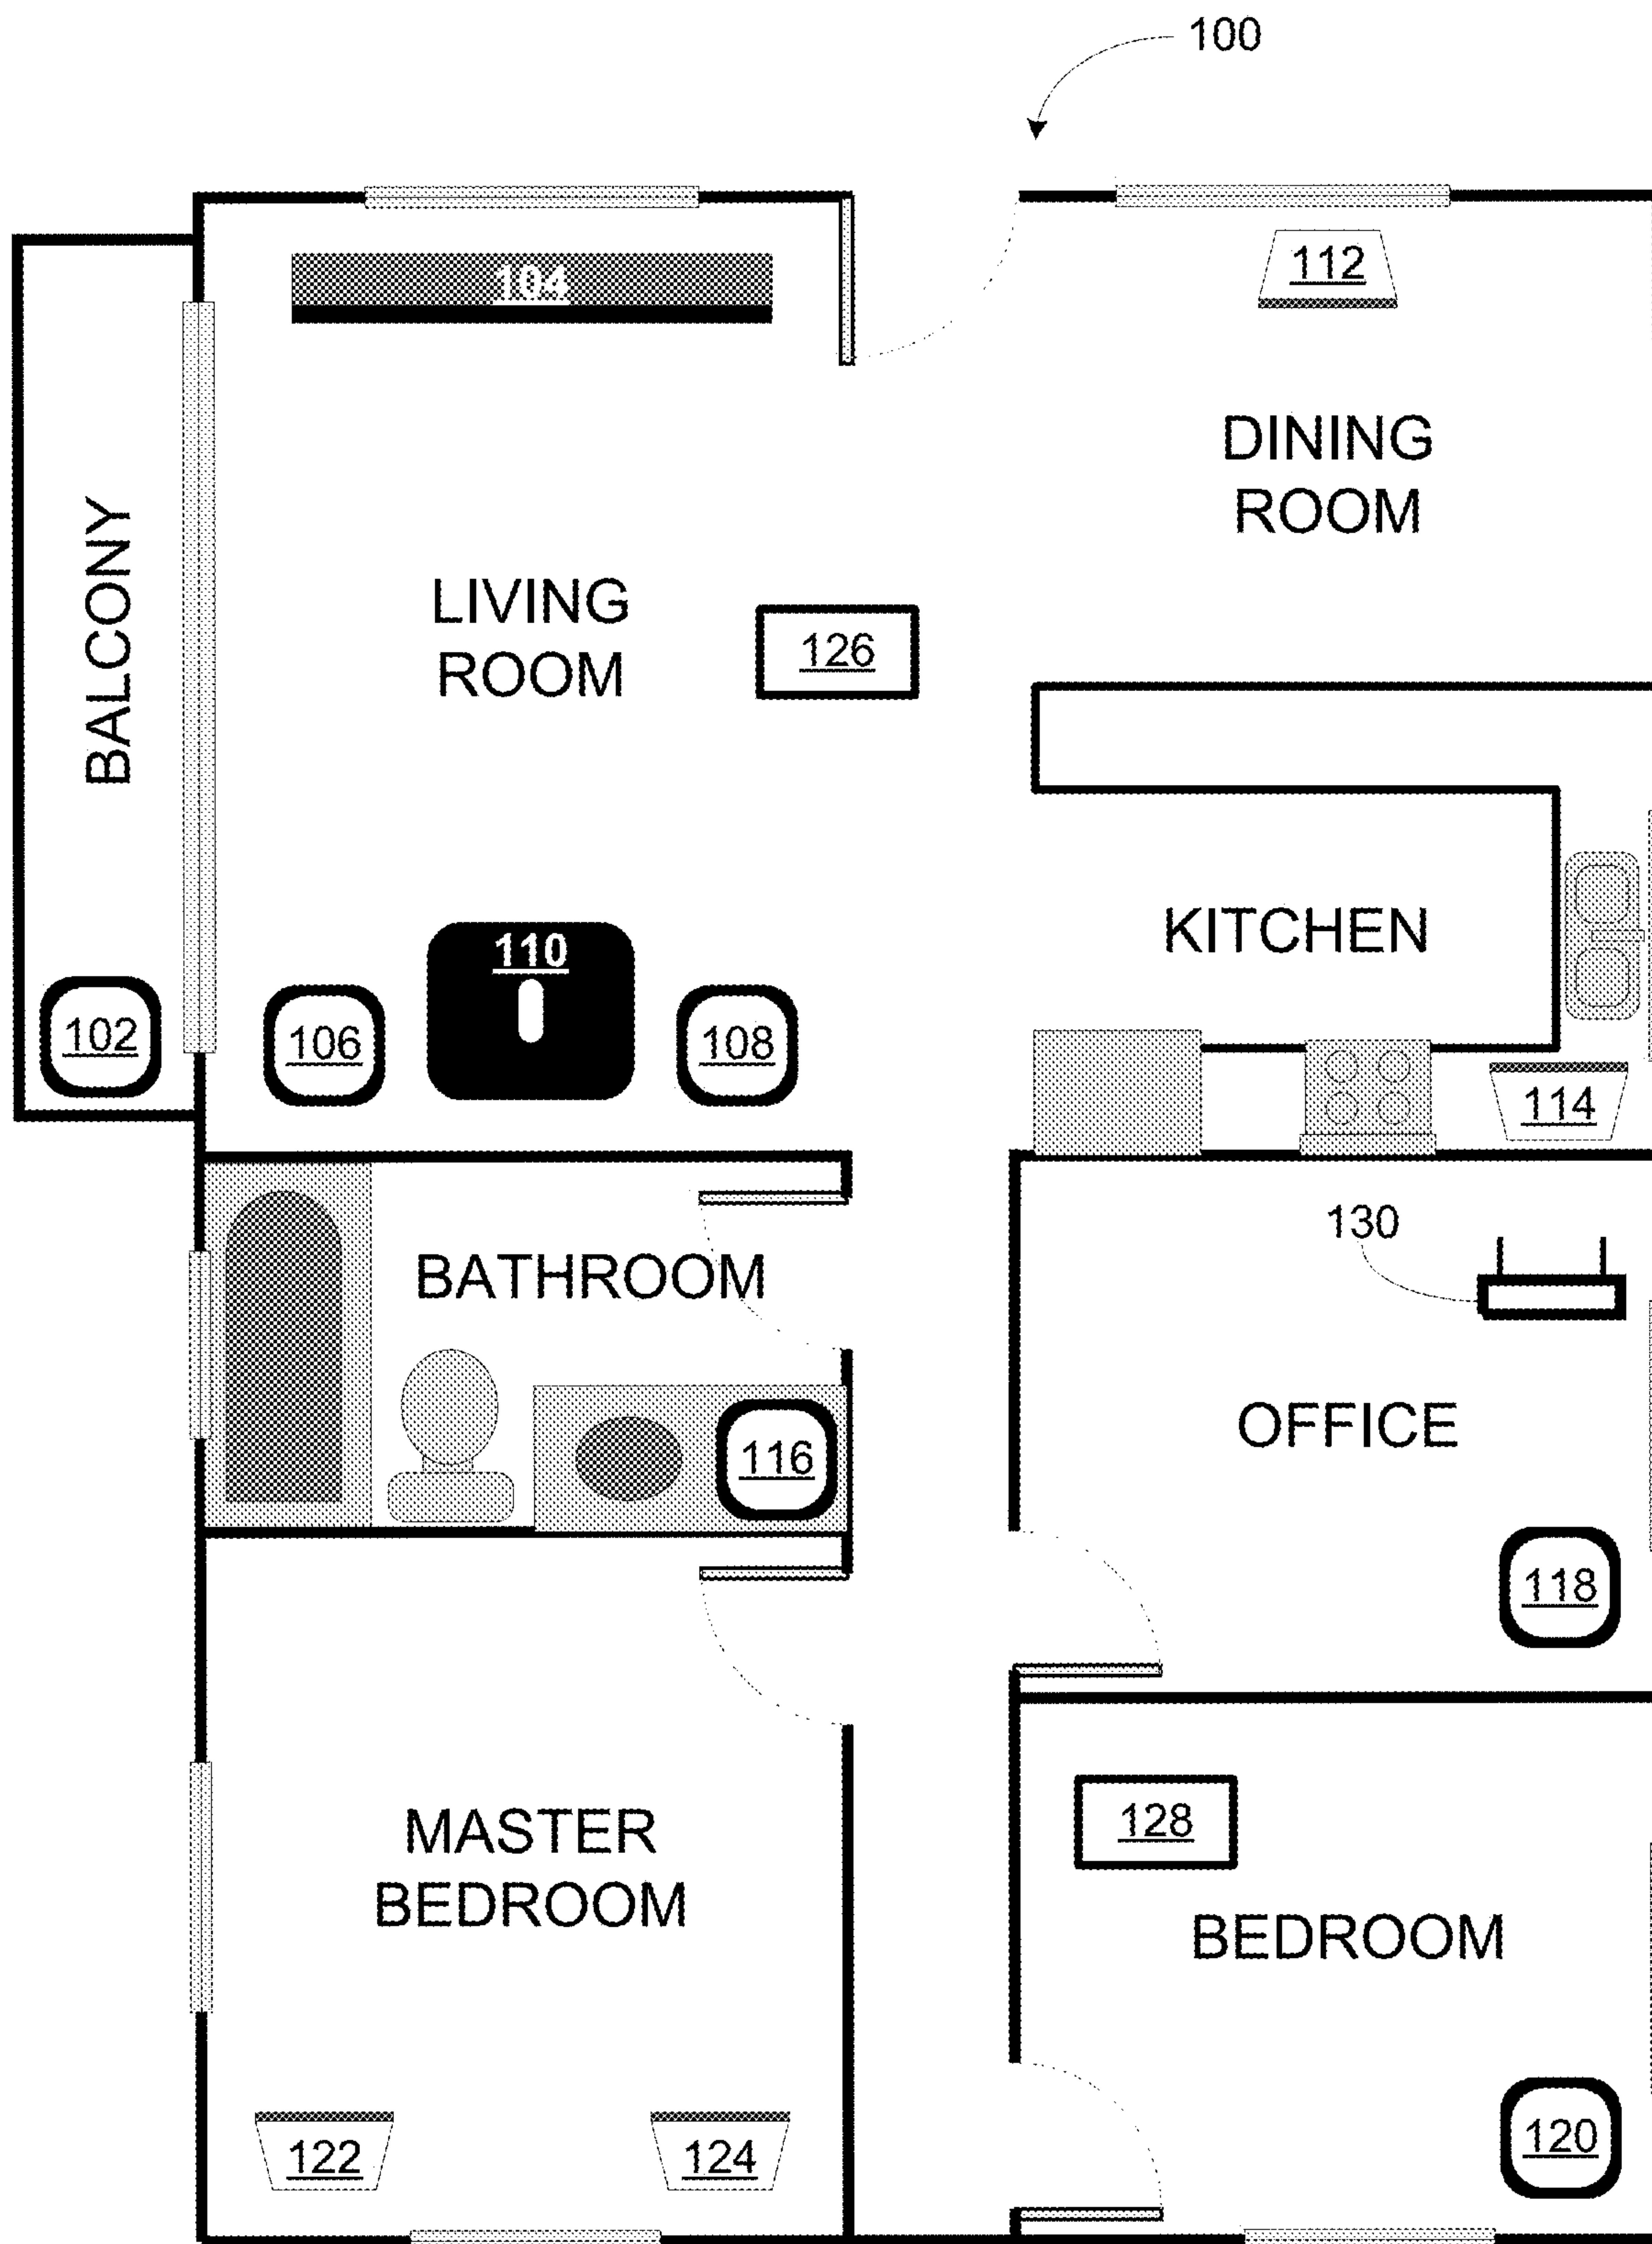 100
104
112
DINING
ROOM
BALCONY
LIVING
ROOM
126
KITCHEN
110
102
106
108
114
130
BATHROOM
OFFICE
116
118
128
MASTER
BEDROOM
BEDROOM
122
124
120